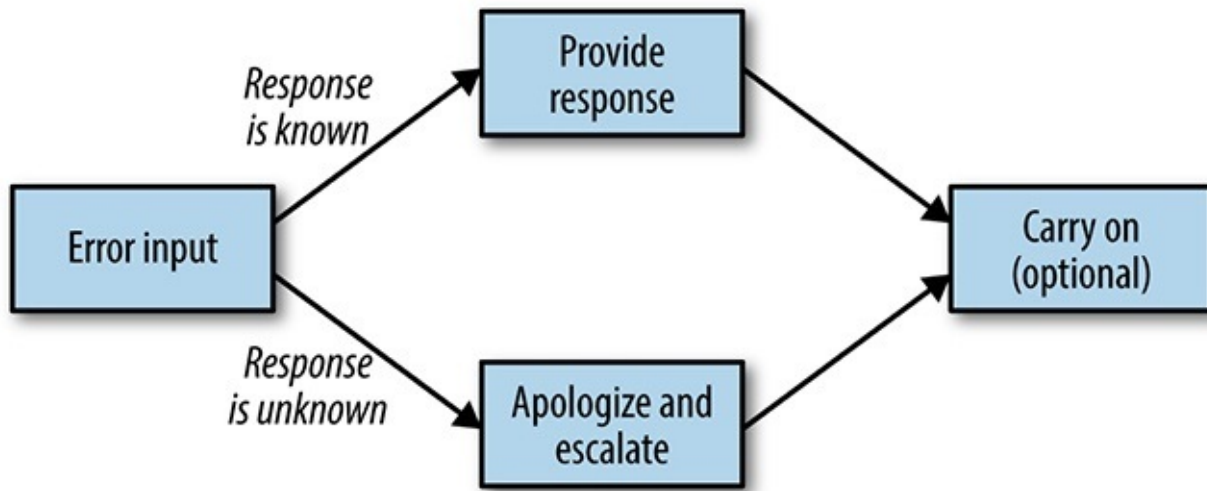 Response
is known
Provide
response
Error input
Carry on
(optional)
Response
is unknown
Apologize and
escalate